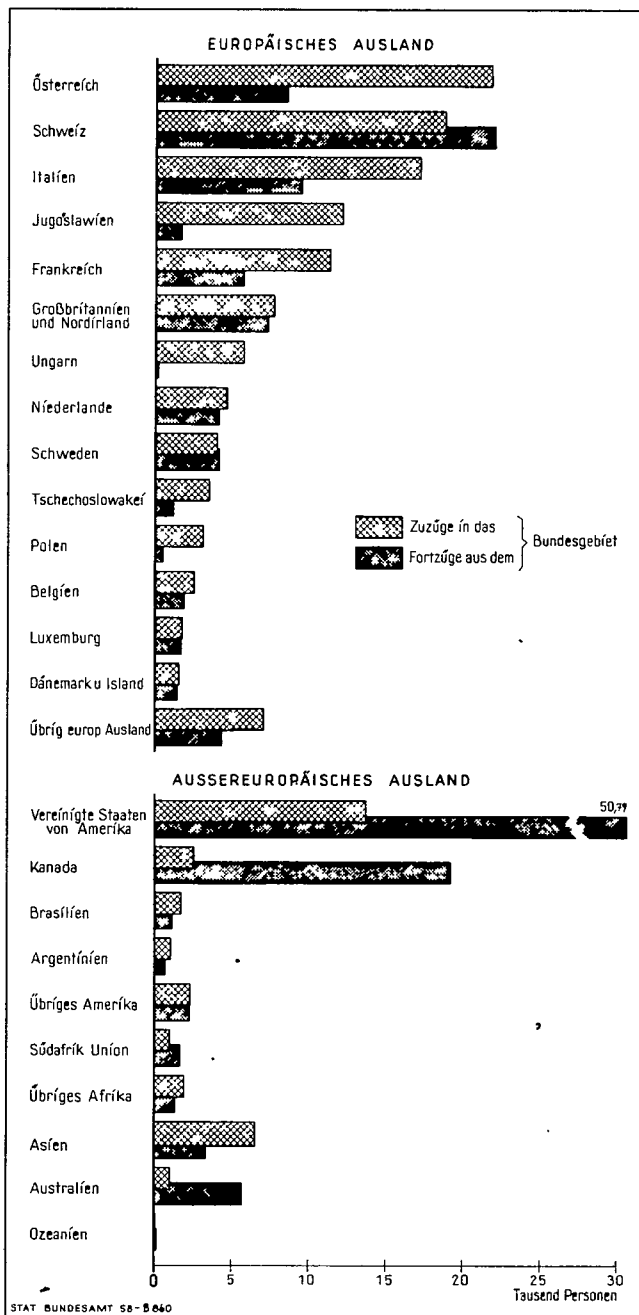 EUROPÄISCHES AUSLAND
Österreich
Schweiz
Italien
Jugoslawien
Frankreich
Großbritannien
und Nordirland
Ungarn
Niederlande
Schweden
Tschechoslowakei
Polen
Zuzüge in das
Fortzüge aus dem
Bundesgebiet
Belgien
Luxemburg
Dänemark u Island
Übrig europ Ausland
AUSSEREUROPÄISCHES AUSLAND
Vereinigte Staaten
von Amerika
50,79
Kanada
Brasilien
Argentinien
Übriges Amerika
Südafrik Union
Übriges Afrika
Asien
Australien
Ozeanien
0 5 10 15 20 25 30
Tausend Personen
STAT BUNDESAMT 58-5860